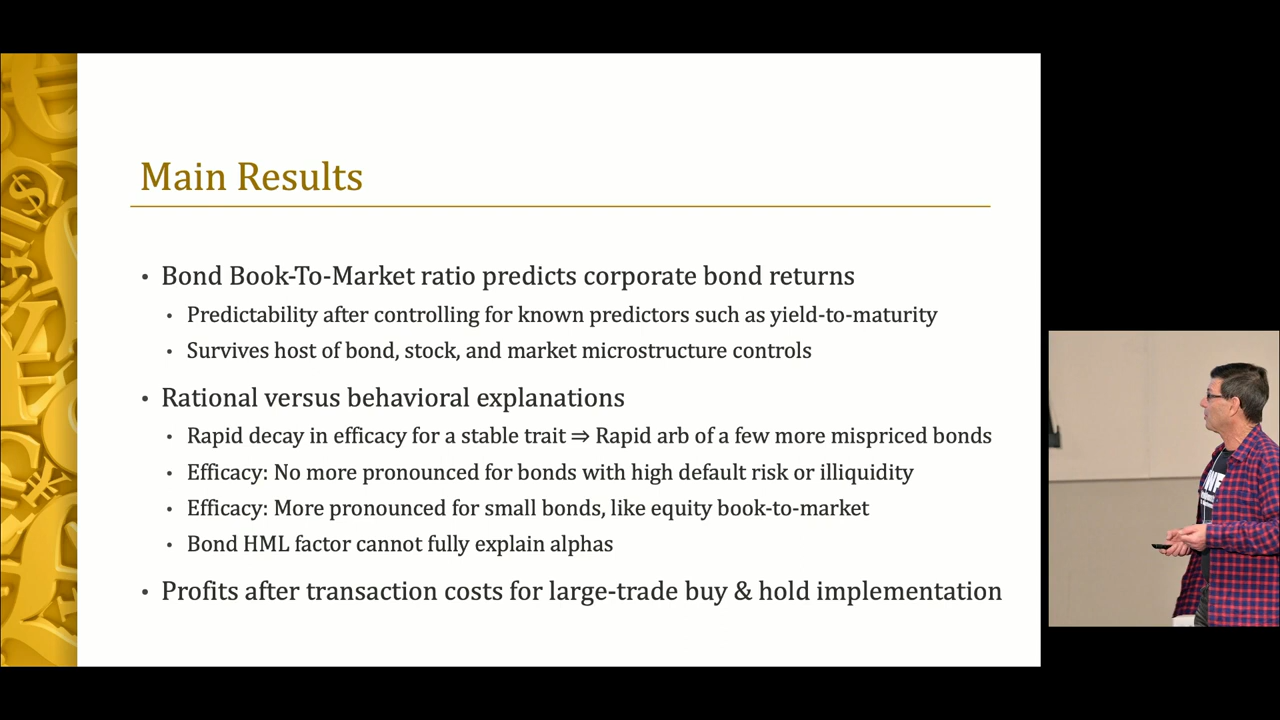 Main Results
• Bond Book-To-Market ratio predicts corporate bond returns
• Predictability after controlling for known predictors such as yield-to-maturity
• Survives host of bond, stock, and market microstructure controls
• Rational versus behavioral explanations
• Rapid decay in efficacy for a stable trait ⇒ Rapid arb of a few more mispriced bonds
• Efficacy: No more pronounced for bonds with high default risk or illiquidity
• Efficacy: More pronounced for small bonds, like equity book-to-market
• Bond HML factor cannot fully explain alphas
• Profits after transaction costs for large-trade buy & hold implementation